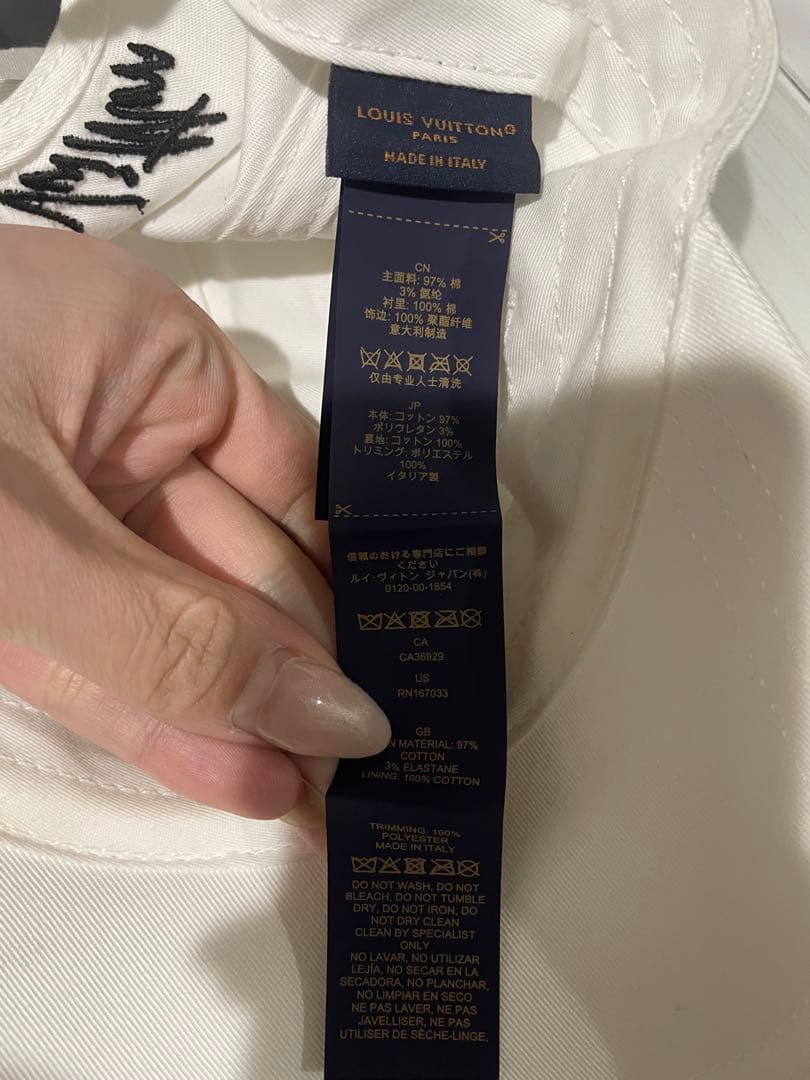 LOUIS VUITTON®
PARIS
MADE IN ITALY
CN
主面料: 97% 棉
3% 氨纶
衬里: 100% 棉
饰边: 100% 聚酯纤维
意大利制造
仅由专业人士清洗
JP
本体: コットン 97%
ポリウレタン 3%
裏地: コットン 100%
トリミング: ポリエステル
100%
イタリア製
信頼のおける専門店にご相談
ください
ルイ・ヴィトン ジャパン(株)
0120-00-1854
CA
CA36929
US
RN167033
GB
MATERIAL: 97%
COTTON
3% ELASTANE
LINING: 100% COTTON
TRIMMING: 100%
POLYESTER
MADE IN ITALY
DO NOT WASH, DO NOT
BLEACH, DO NOT TUMBLE
DRY, DO NOT IRON, DO
NOT DRY CLEAN
CLEAN BY SPECIALIST
ONLY
NO LAVAR, NO UTILIZAR
LEJÍA, NO SECAR EN LA
SECADORA, NO PLANCHAR,
NO LIMPIAR EN SECO
NE PAS LAVER, NE PAS
JAVELLISER, NE PAS
UTILISER DE SÈCHE-LINGE,